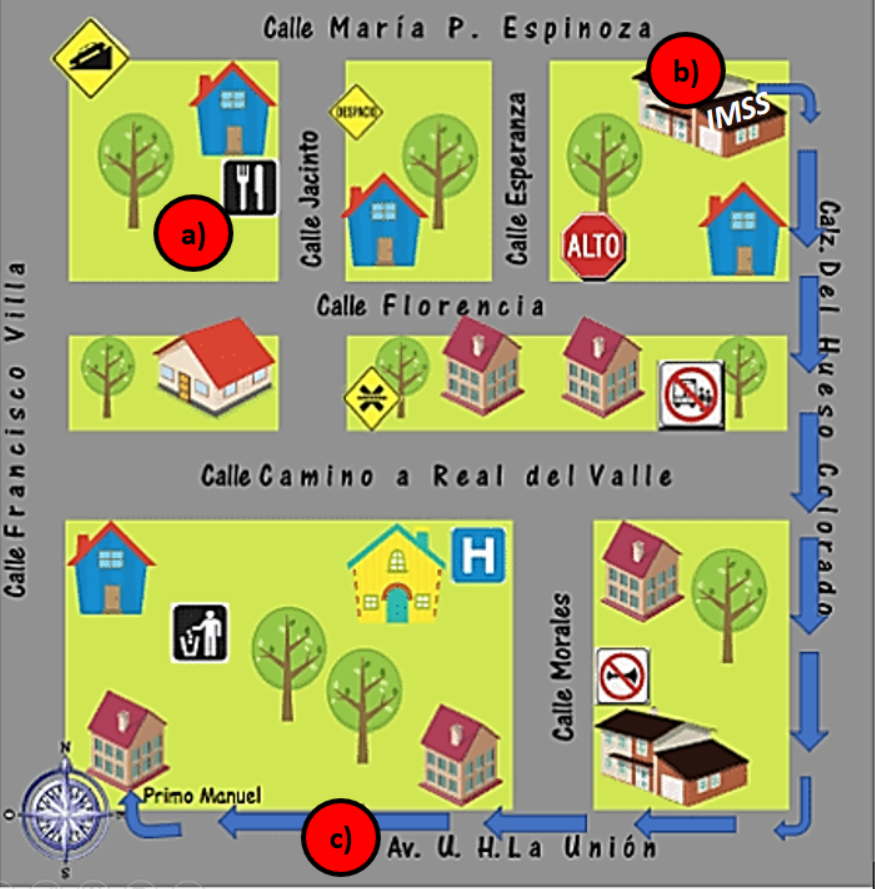 Calle María P. Espinoza
b)
IMSS
DESPACIO
Calle Jacinto
Calle Esperanza
a)
ALTO
Calz. Del Hueso Colorado
Calle Florencia
Calle Francisco Villa
Calle Camino a Real del Valle
H
Calle Morales
N
Primo Manuel
O
E
S
c)
Av. U. H. La Unión